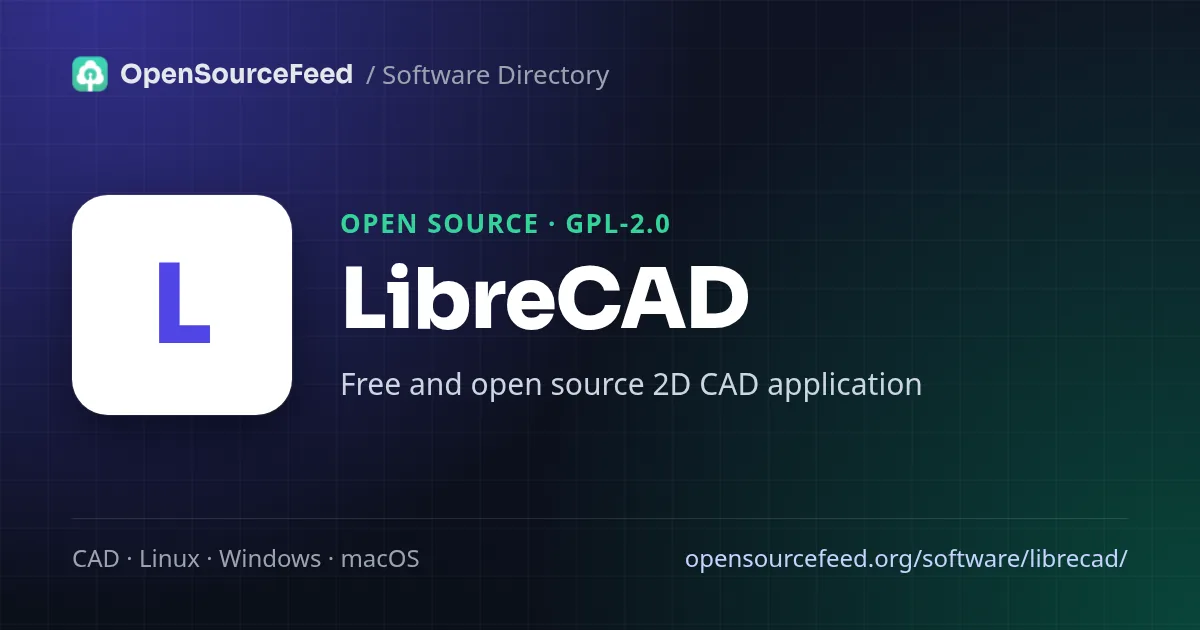 OpenSourceFeed / Software Directory
L
OPEN SOURCE · GPL-2.0
LibreCAD
Free and open source 2D CAD application
CAD · Linux · Windows · macOS
opensourcefeed.org/software/librecad/